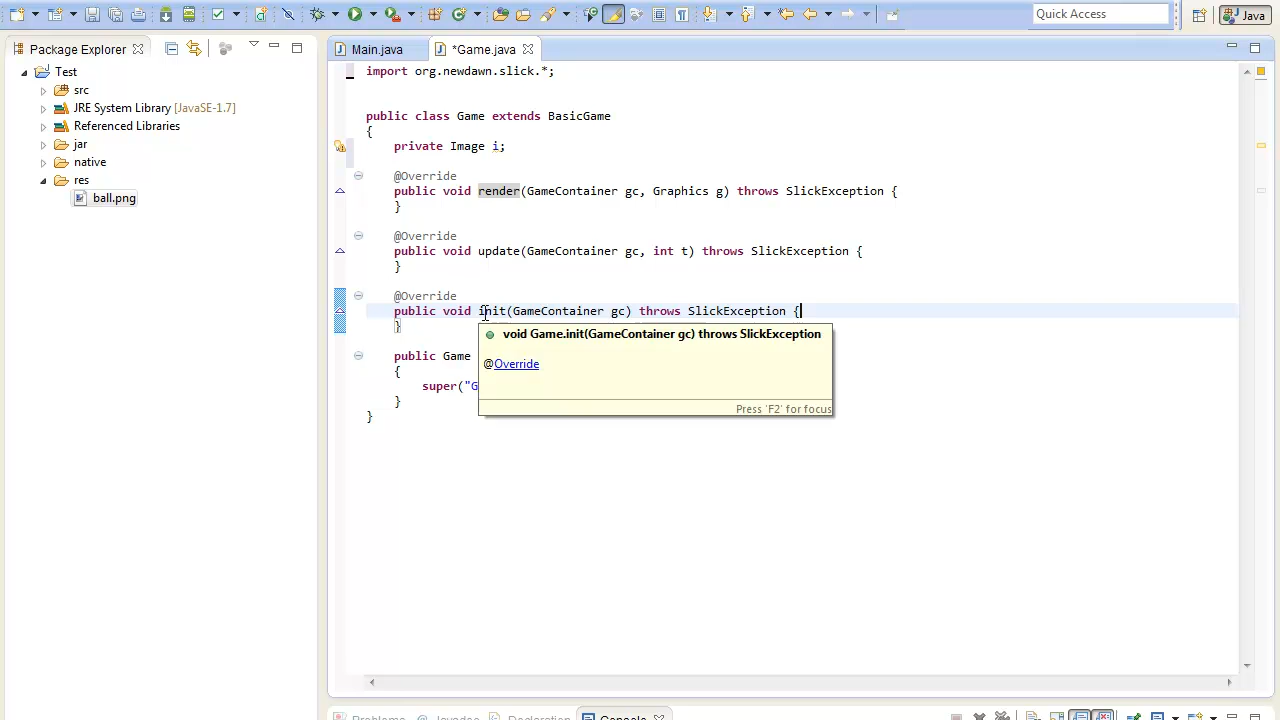 Quick Access
Java
Package Explorer
Main.java
*Game.java
Test
src
JRE System Library [JavaSE-1.7]
Referenced Libraries
jar
native
res
ball.png
import org.newdawn.slick.*;
public class Game extends BasicGame
{
private Image i;
@Override
public void render(GameContainer gc, Graphics g) throws SlickException {
}
@Override
public void update(GameContainer gc, int t) throws SlickException {
}
@Override
public void init(GameContainer gc) throws SlickException {
}
void Game.init(GameContainer gc) throws SlickException
@Override
Press 'F2' for focus
public Game
{
super("G
}
}
Problems
Javadoc
Declaration
Console